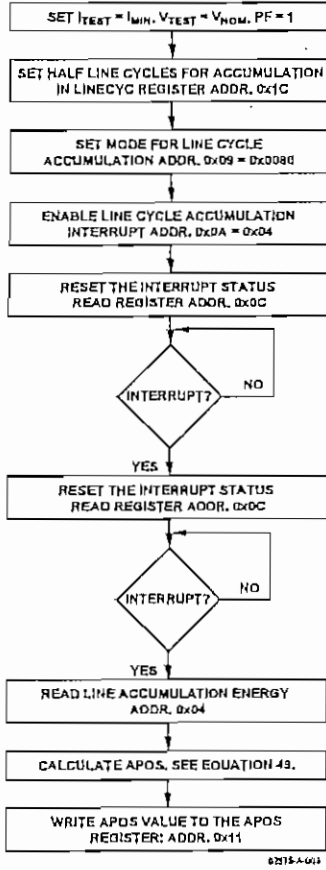 SET ITEST = IMIN, VTEST = VNOM, PF = 1
SET HALF LINE CYCLES FOR ACCUMULATION
IN LINECYC REGISTER ADDR. 0x1C
SET MODE FOR LINE CYCLE
ACCUMULATION ADDR. 0x09 = 0x0080
ENABLE LINE CYCLE ACCUMULATION
INTERRUPT ADDR. 0x0A = 0x04
RESET THE INTERRUPT STATUS
READ REGISTER ADDR. 0x0C
INTERRUPT?
NO
YES
RESET THE INTERRUPT STATUS
READ REGISTER ADDR. 0x0C
INTERRUPT?
NO
YES
READ LINE ACCUMULATION ENERGY
ADDR. 0x04
CALCULATE APOS. SEE EQUATION 43.
WRITE APOS VALUE TO THE APOS
REGISTER: ADDR. 0x11